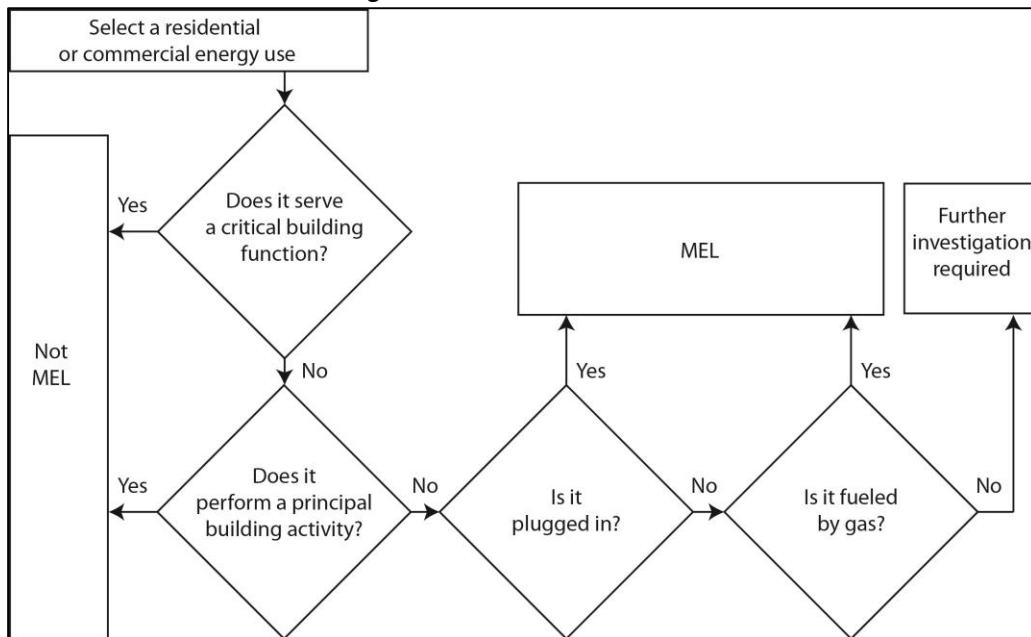 Select a residential
or commercial energy use
Does it serve
a critical building
function?
Yes
No
Not
MEL
Does it
perform a principal
building activity?
Yes
No
Is it
plugged in?
Yes
No
MEL
Is it fueled
by gas?
Yes
No
Further
investigation
required